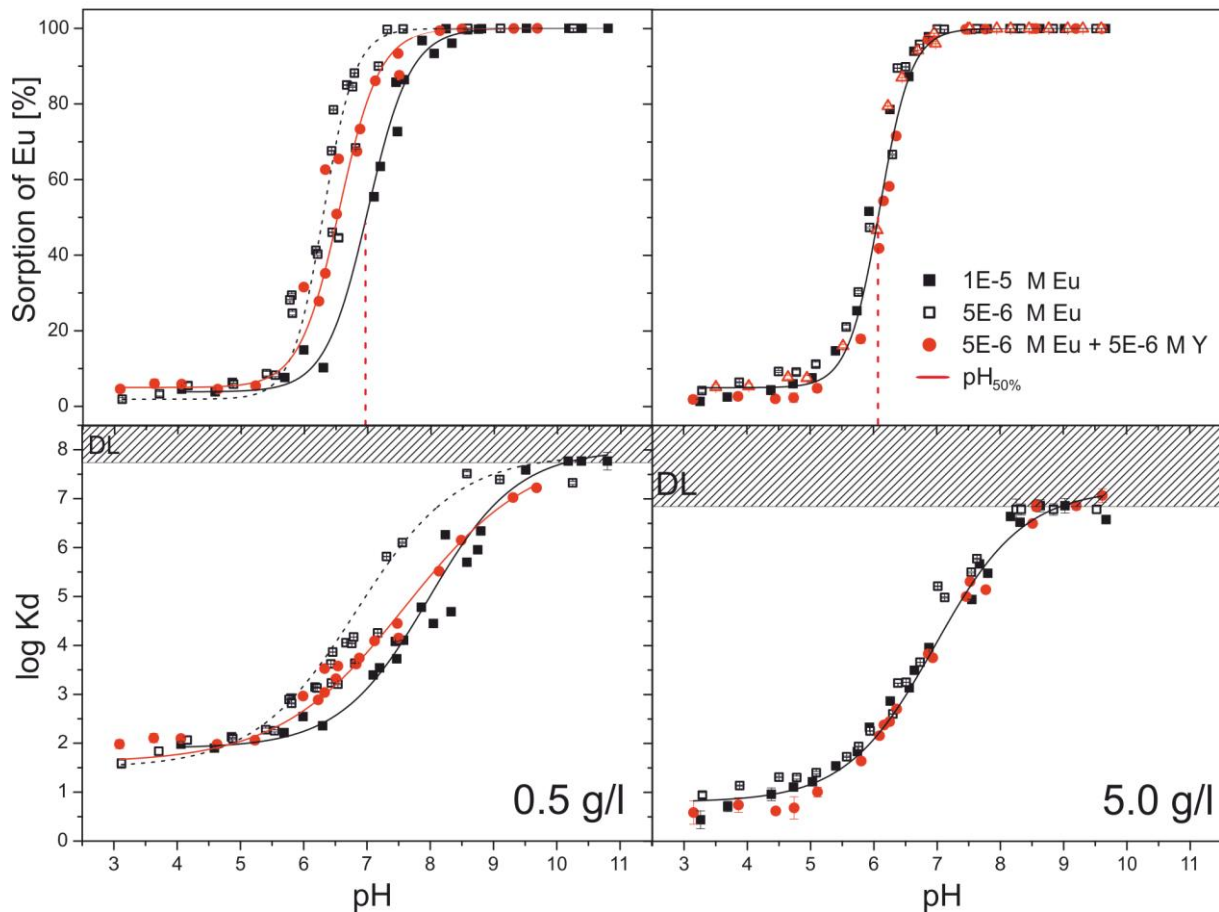 Sorption of Eu [%]
100
80
60
40
20
0
1E-5 M Eu
5E-6 M Eu
5E-6 M Eu + 5E-6 M Y
pH50%
log Kd
8
7
6
5
4
3
2
1
0
DL
DL
0.5 g/l
5.0 g/l
3 4 5 6 7 8 9 10 11
3 4 5 6 7 8 9 10 11
pH
pH